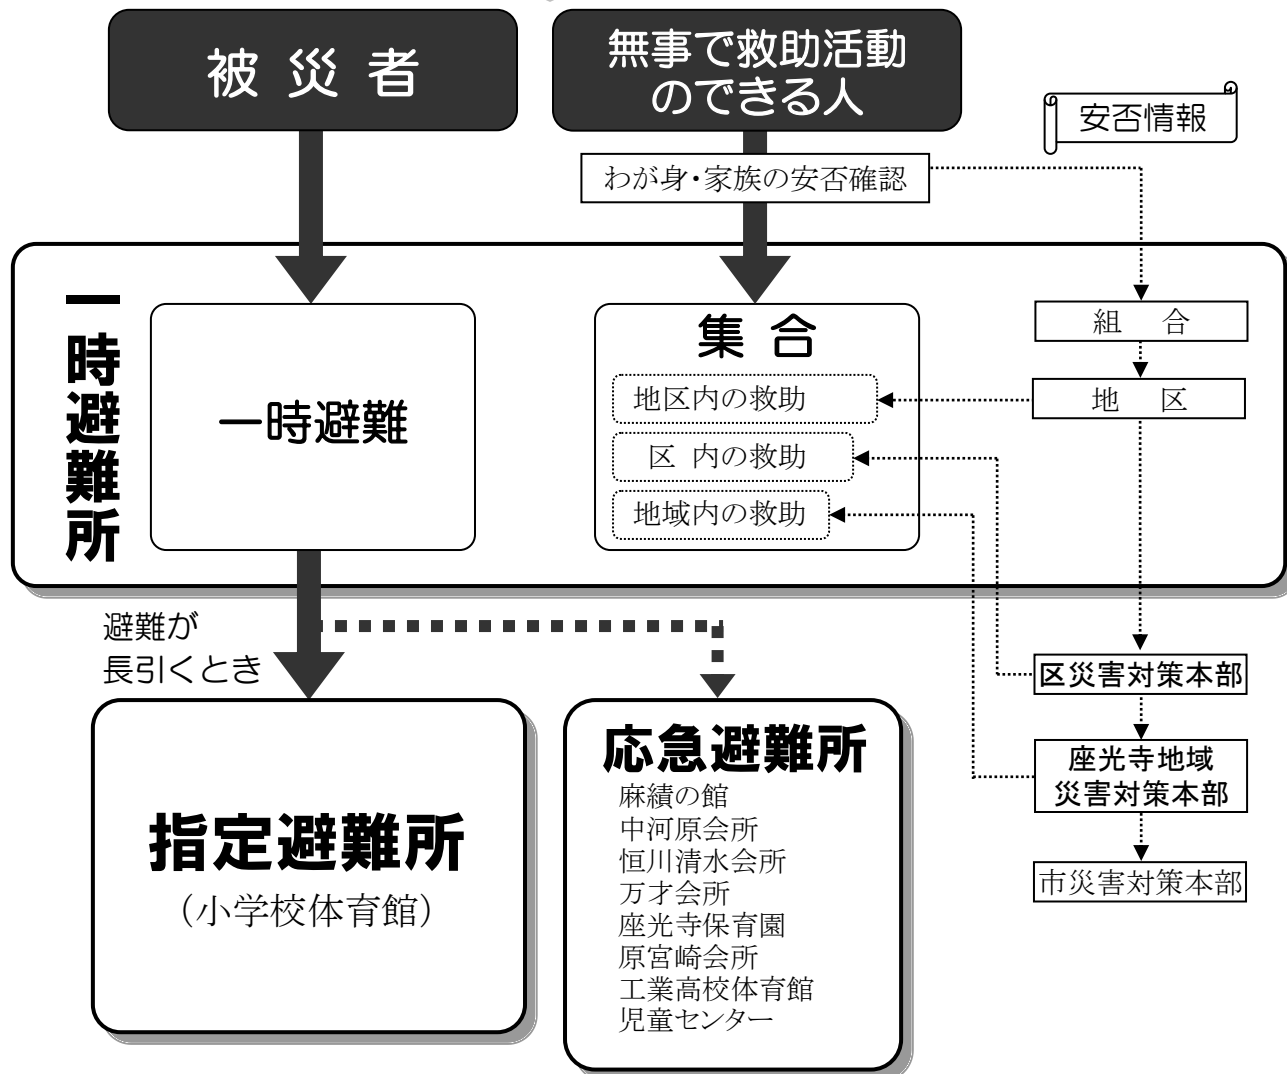 被 災 者
無事で救助活動
のできる人
安否情報
わが身・家族の安否確認
一時避難所
一時避難
集 合
地区内の救助
区 内の救助
地域内の救助
組 合
地 区
避難が
長引くとき
区災害対策本部
座光寺地域
災害対策本部
市災害対策本部
指定避難所
(小学校体育館)
応急避難所
麻績の館
中河原会所
恒川清水会所
万才会所
座光寺保育園
原宮崎会所
工業高校体育館
児童センター